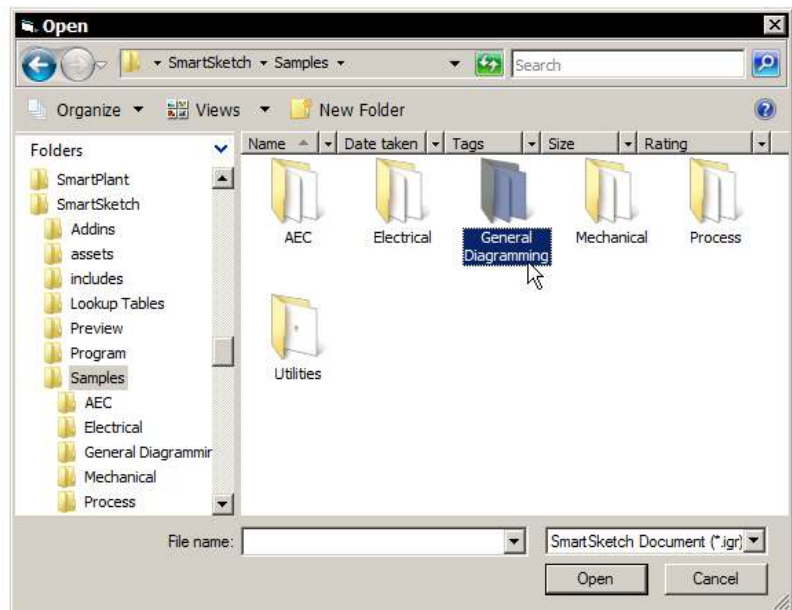 Open
SmartSketch Samples
Search
Organize Views New Folder
Folders
Name Date taken Tags Size Rating
SmartPlant
SmartSketch
Addins
assets
includes
Lookup Tables
Preview
Program
Samples
AEC
Electrical
General Diagrammin
Mechanical
Process
AEC Electrical General Mechanical Process
Diagramming
Utilities
File name: SmartSketch Document (*.igr)
Open Cancel